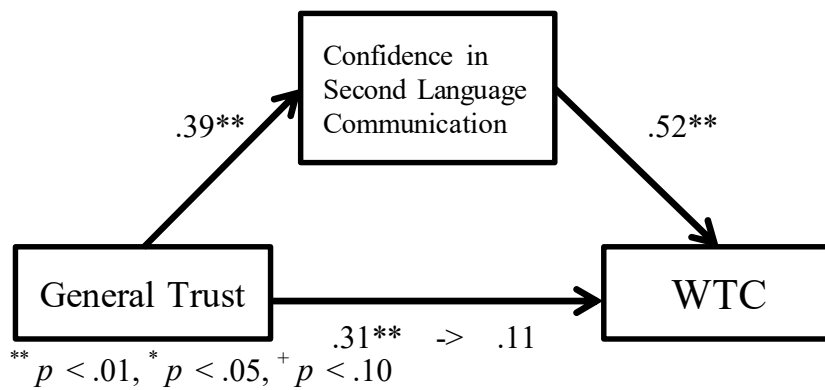 Confidence in
Second Language
Communication
.39**
.52**
General Trust
WTC
.31** -> .11
** p < .01, * p < .05, + p < .10